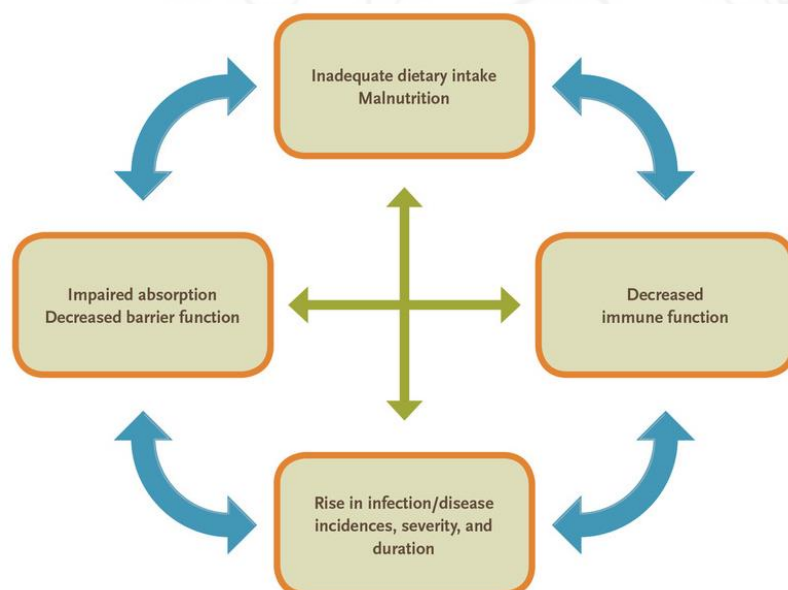 Inadequate dietary intake
Malnutrition
Impaired absorption
Decreased barrier function
Decreased
immune function
Rise in infection/disease
incidences, severity, and
duration